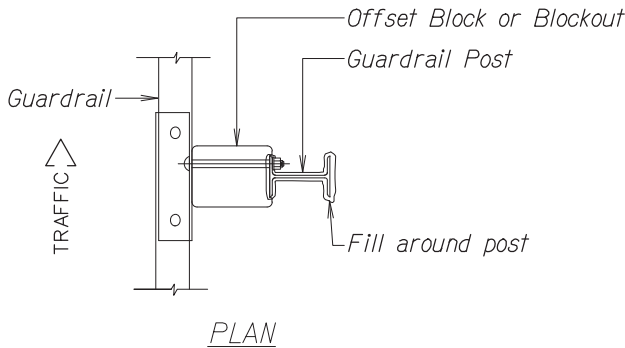 Offset Block or Blockout
Guardrail Post
Guardrail
TRAFFIC
Fill around post
PLAN